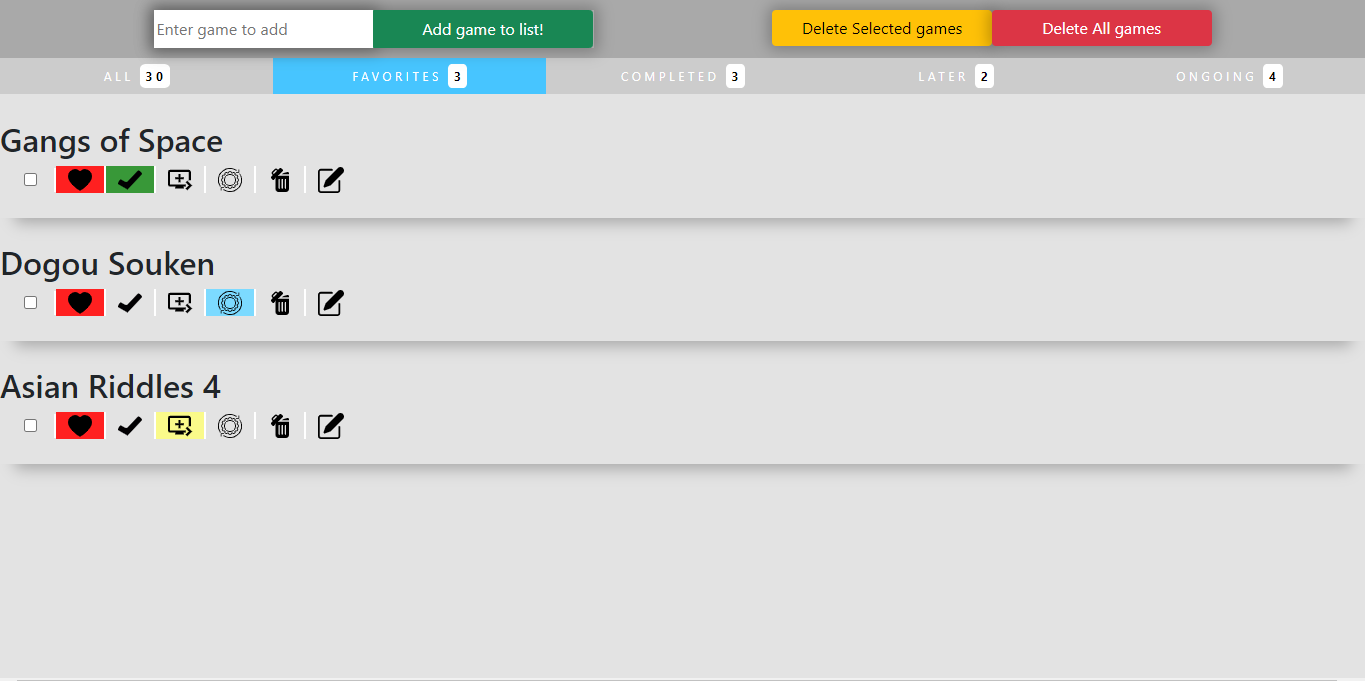 Enter game to add Add game to list! Delete Selected games Delete All games
ALL 30 FAVORITES 3 COMPLETED 3 LATER 2 ONGOING 4
Gangs of Space
Dogou Souken
Asian Riddles 4